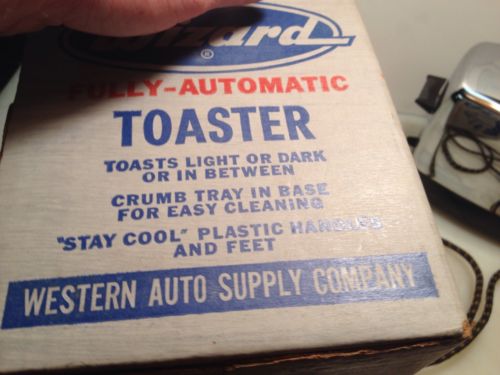 Wizard
®
FULLY-AUTOMATIC
TOASTER
TOASTS LIGHT OR DARK
OR IN BETWEEN
CRUMB TRAY IN BASE
FOR EASY CLEANING
"STAY COOL" PLASTIC HANDLES
AND FEET
WESTERN AUTO SUPPLY COMPANY